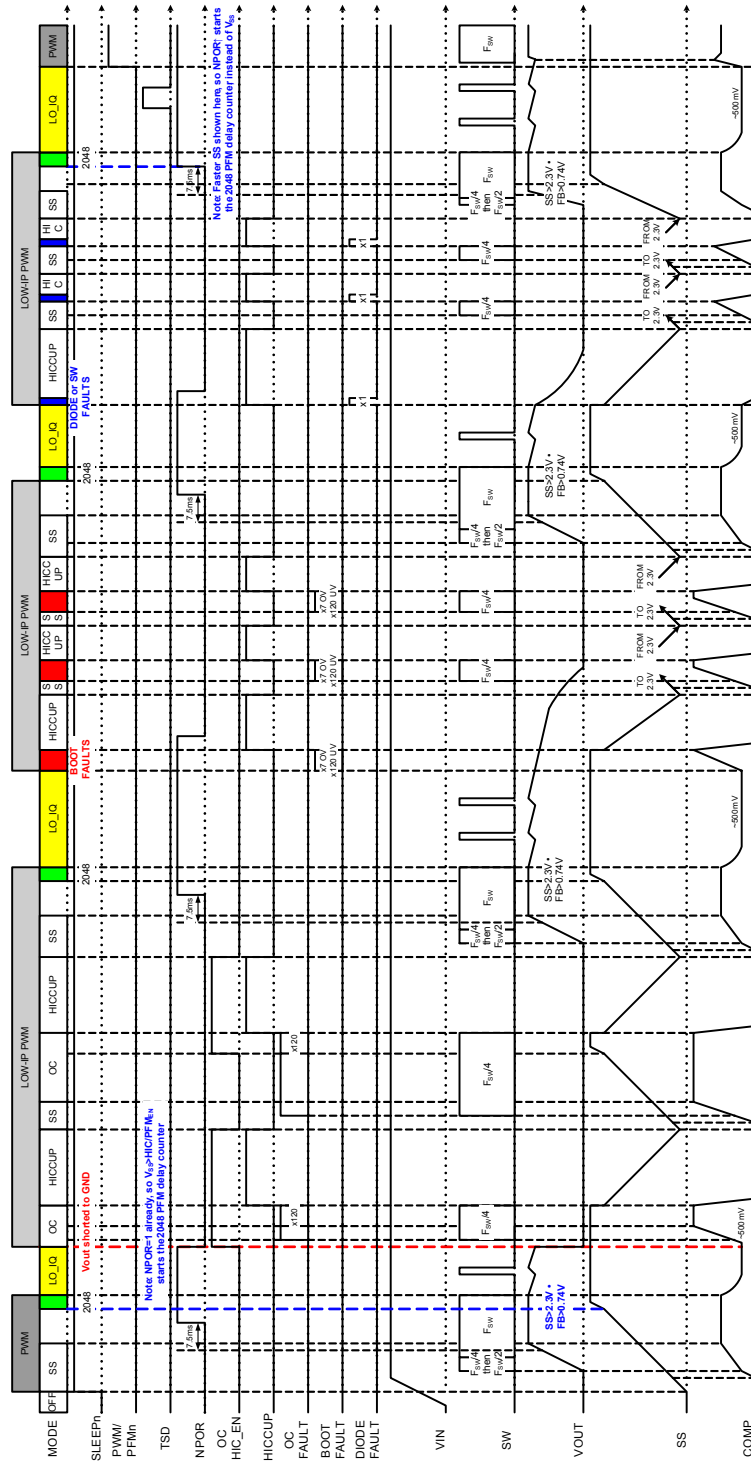 PWM LOW-IP PWM LOW-IP PWM LOW-IP PWM
MODE OFF SS LO_IQ OC HICCUP SS OC HICCUP SS LO_IQ HICCUP S S HICC UP S S HICC UP SS LO_IQ HICCUP SS HI C SS HI C SS LO_IQ PWM
Vout shorted to GND
BOOT
FAULTS
DIODE or SW
FAULTS
SLEEPn 2048 2048 2048 2048
PWM/
PFMn
Note: NPOR=1 already, so VSS>HIC/PFMEN
starts the 2048 PFM delay counter
TSD
NPOR 7.5ms 7.5ms 7.5ms 7.5ms
Note: Faster SS shown here, so NPOR↑ starts
the 2048 PFM delay counter instead of VSS
OC
HIC_EN
HICCUP
OC
FAULT
x120 x120
BOOT
FAULT
x7 OV x7 OV x7 OV
x120 UV x120 UV x120 UV
DIODE
FAULT
x1 x1 x1
VIN
SW
FSW/4 then FSW/2 FSW FSW/4 FSW/4 FSW/4 then FSW/2 FSW FSW/4 FSW/4 FSW/4 then FSW/2 FSW FSW/4 FSW/4 FSW/4 then FSW/2 FSW FSW
VOUT
SS>2.3V •
FB>0.74V
SS>2.3V •
FB>0.74V
SS>2.3V •
FB>0.74V
SS>2.3V •
FB>0.74V
SS
TO
2.3V
FROM
2.3V
TO
2.3V
FROM
2.3V
TO
2.3V
FROM
2.3V
TO
2.3V
FROM
2.3V
COMP ~500mV ~500mV ~500mV ~500mV